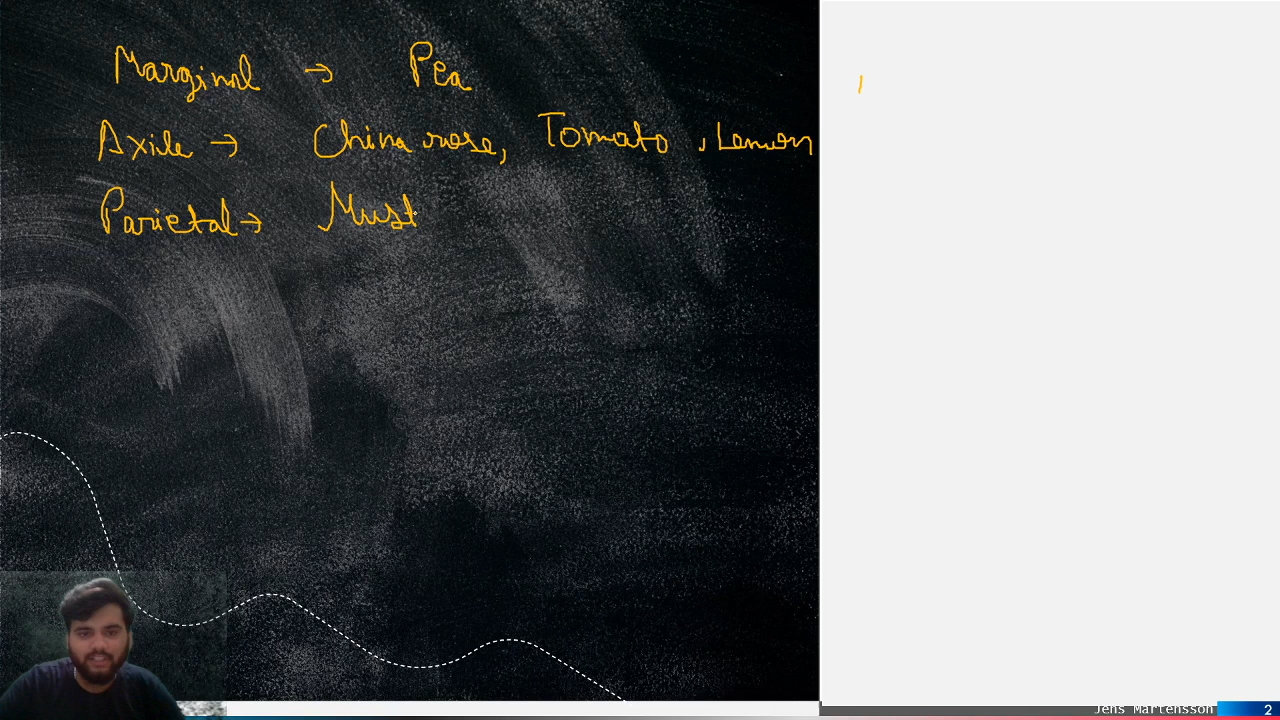 Marginal → Pea
Axile → China rose, Tomato , Lemon
Parietal → Must
Jens Martensson
2